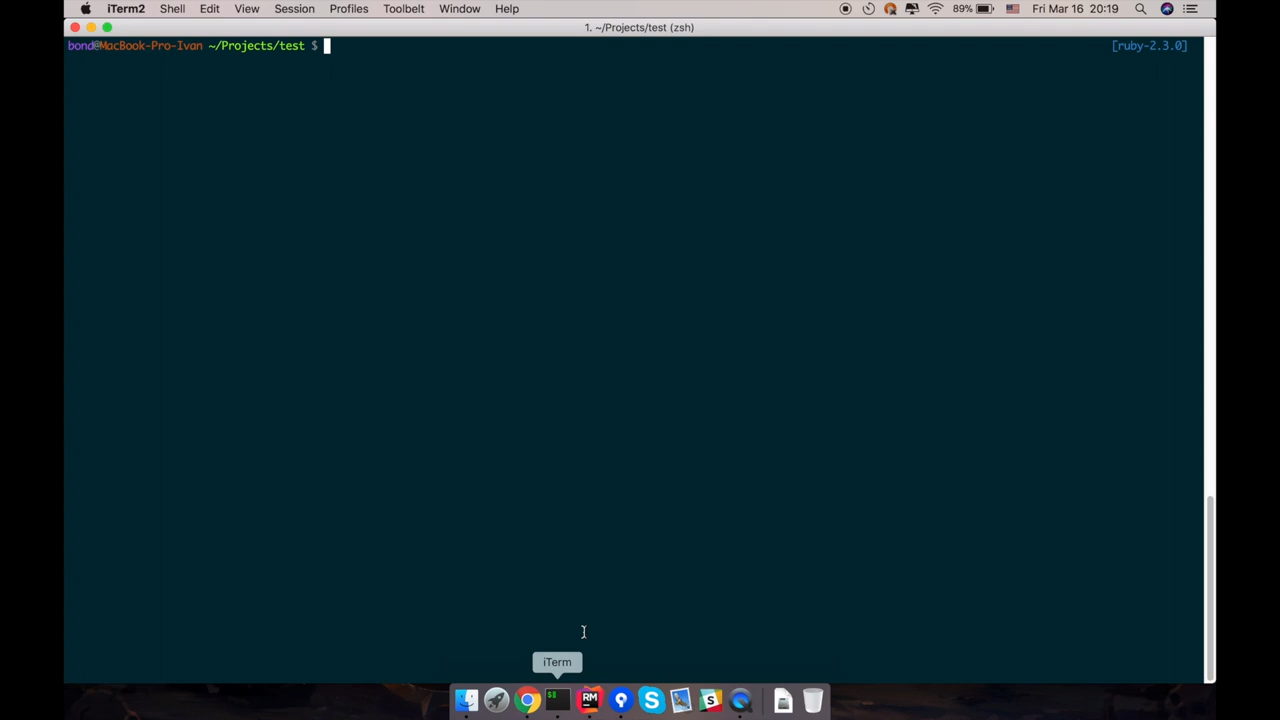 iTerm2 Shell Edit View Session Profiles Toolbelt Window Help 89% Fri Mar 16 20:19
1. ~/Projects/test (zsh)
bond@MacBook-Pro-Ivan ~/Projects/test $ [ruby-2.3.0]
iTerm
$
RM
S